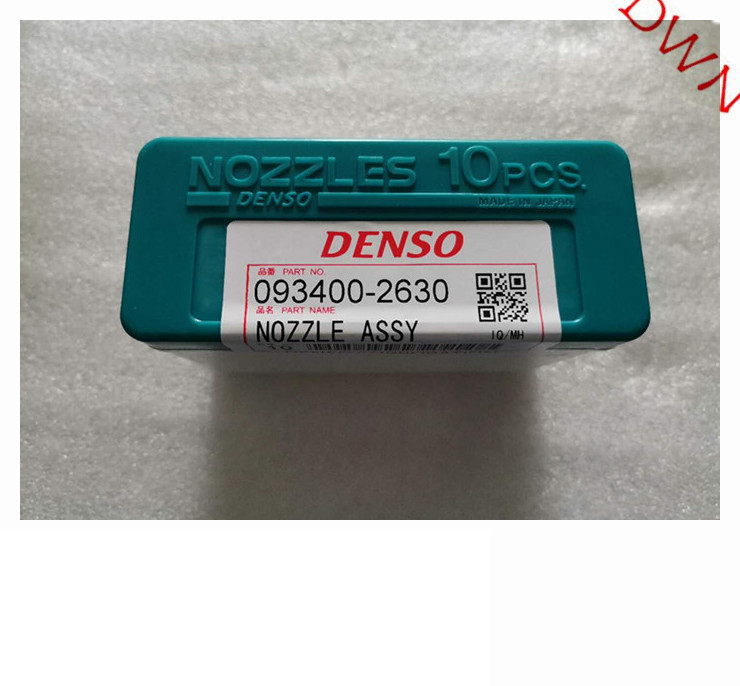 DWN
NOZZLES 10PCS.
DENSO MADE IN JAPAN
DENSO
品番 PART NO.
093400-2630
品名 PART NAME
NOZZLE ASSY IQ/MH